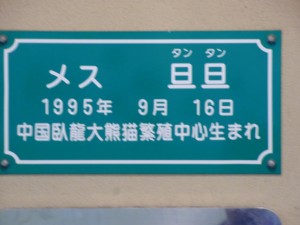 タン タン
メス 旦旦
1995年 9月 16日
中国臥龍大熊猫繁殖中心生まれ